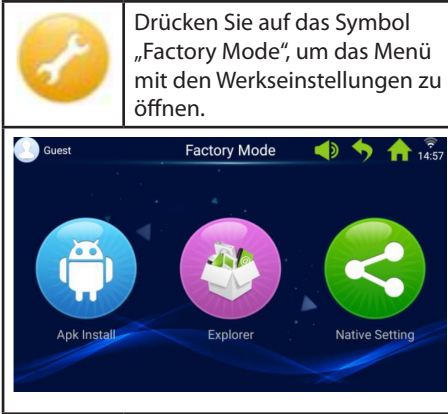 Drücken Sie auf das Symbol
„Factory Mode“, um das Menü
mit den Werkseinstellungen zu
öffnen.
Guest Factory Mode 14:57
Apk Install Explorer Native Setting